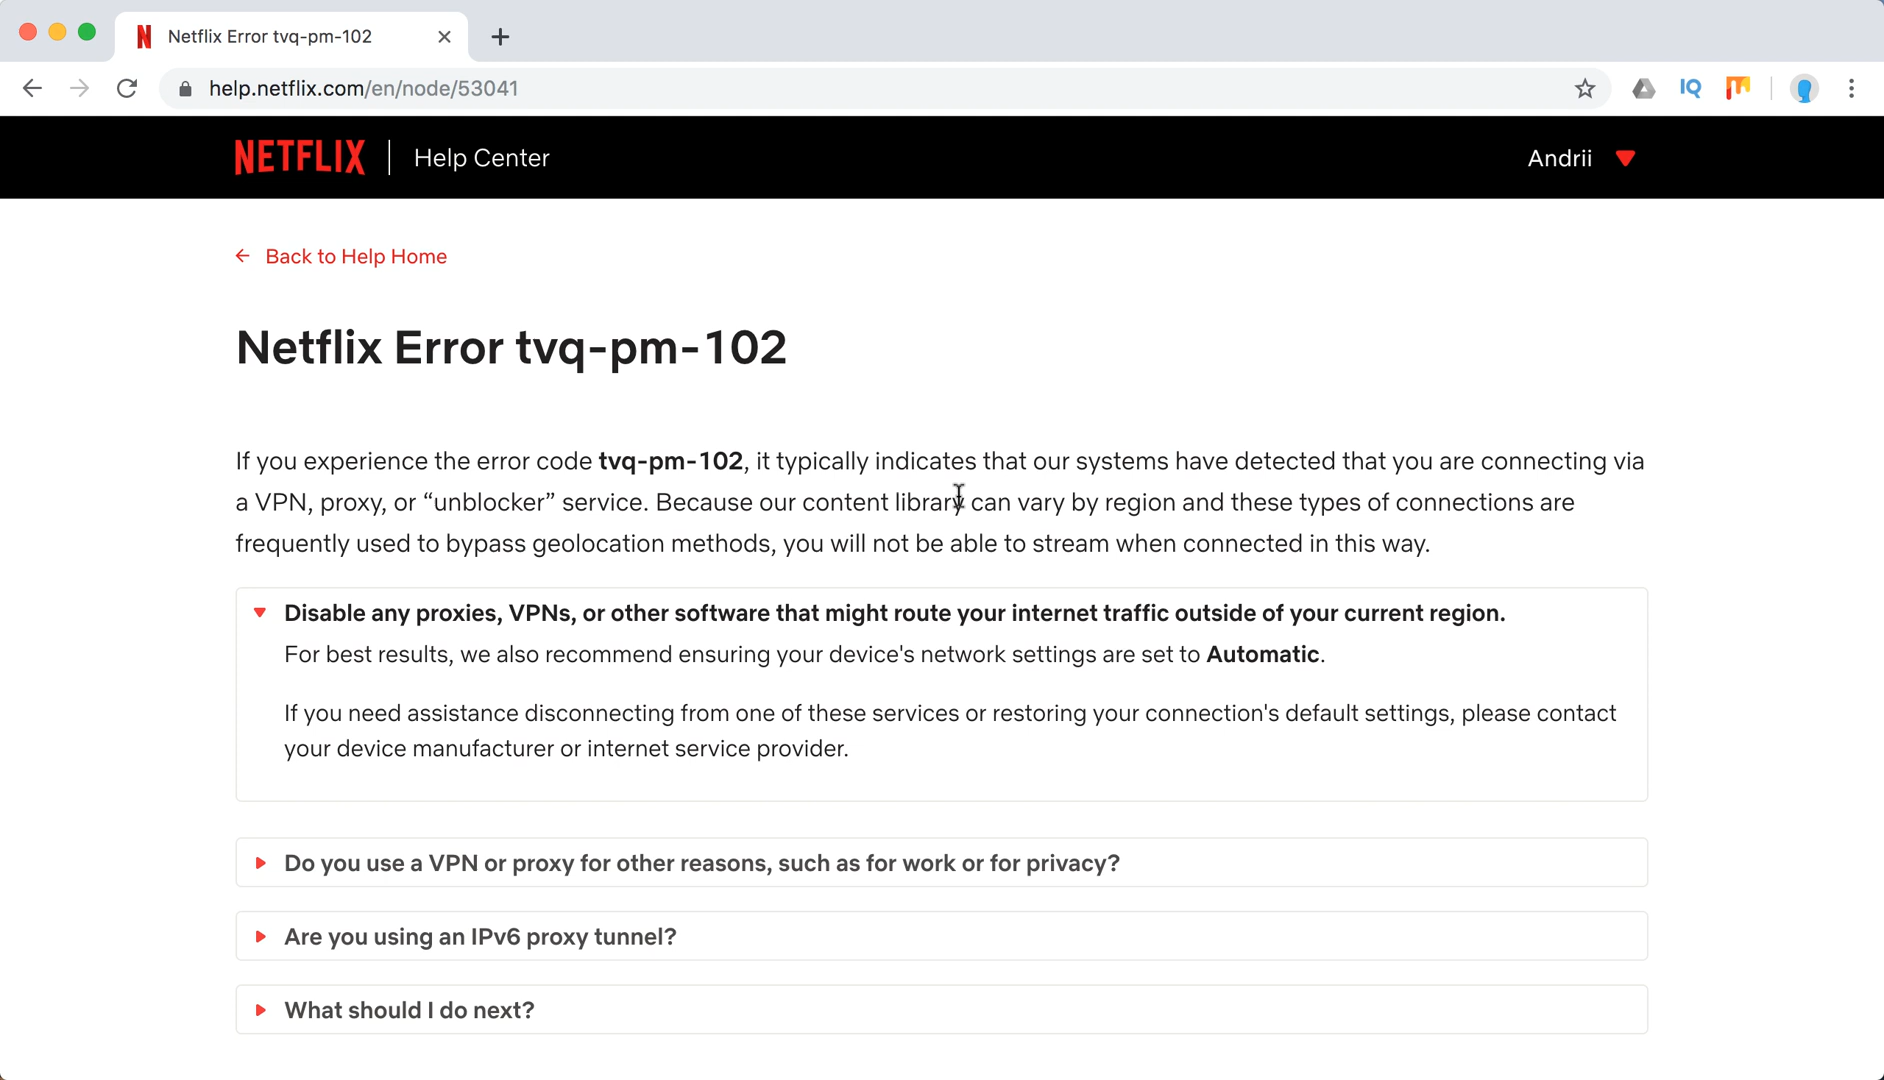 Netflix Error tvq-pm-102
help.netflix.com/en/node/53041
IQ
NETFLIX | Help Center
Andrii
Back to Help Home
Netflix Error tvq-pm-102
If you experience the error code tvq-pm-102, it typically indicates that our systems have detected that you are connecting via
a VPN, proxy, or “unblocker” service. Because our content library can vary by region and these types of connections are
frequently used to bypass geolocation methods, you will not be able to stream when connected in this way.
Disable any proxies, VPNs, or other software that might route your internet traffic outside of your current region.
For best results, we also recommend ensuring your device's network settings are set to Automatic.
If you need assistance disconnecting from one of these services or restoring your connection's default settings, please contact
your device manufacturer or internet service provider.
Do you use a VPN or proxy for other reasons, such as for work or for privacy?
Are you using an IPv6 proxy tunnel?
What should I do next?